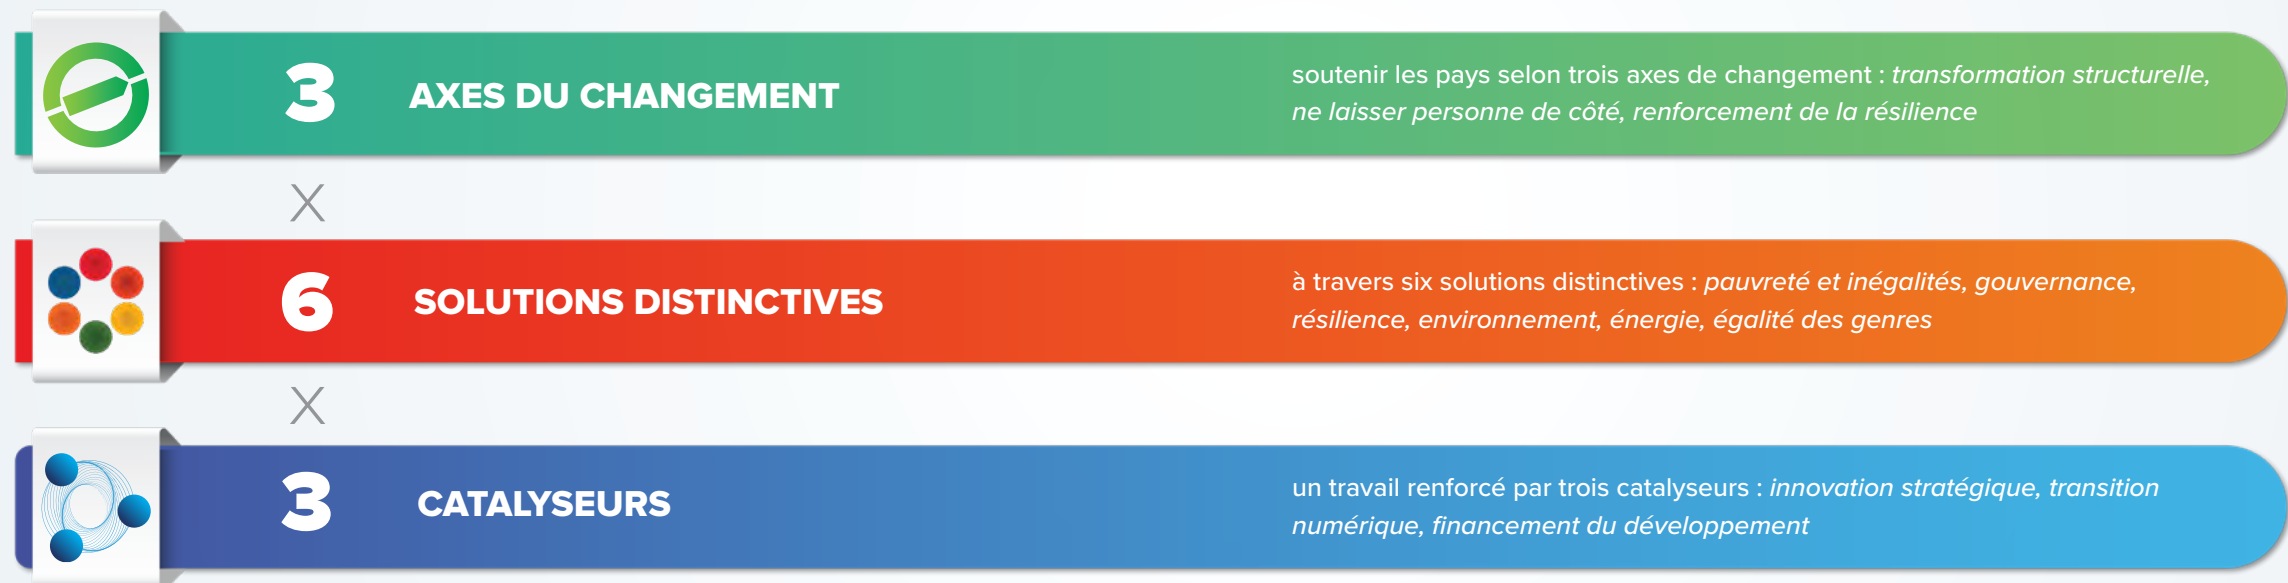 3 AXES DU CHANGEMENT
soutenir les pays selon trois axes de changement : transformation structurelle,
ne laisser personne de côté, renforcement de la résilience
X
6 SOLUTIONS DISTINCTIVES
à travers six solutions distinctives : pauvreté et inégalités, gouvernance,
résilience, environnement, énergie, égalité des genres
X
3 CATALYSEURS
un travail renforcé par trois catalyseurs : innovation stratégique, transition
numérique, financement du développement